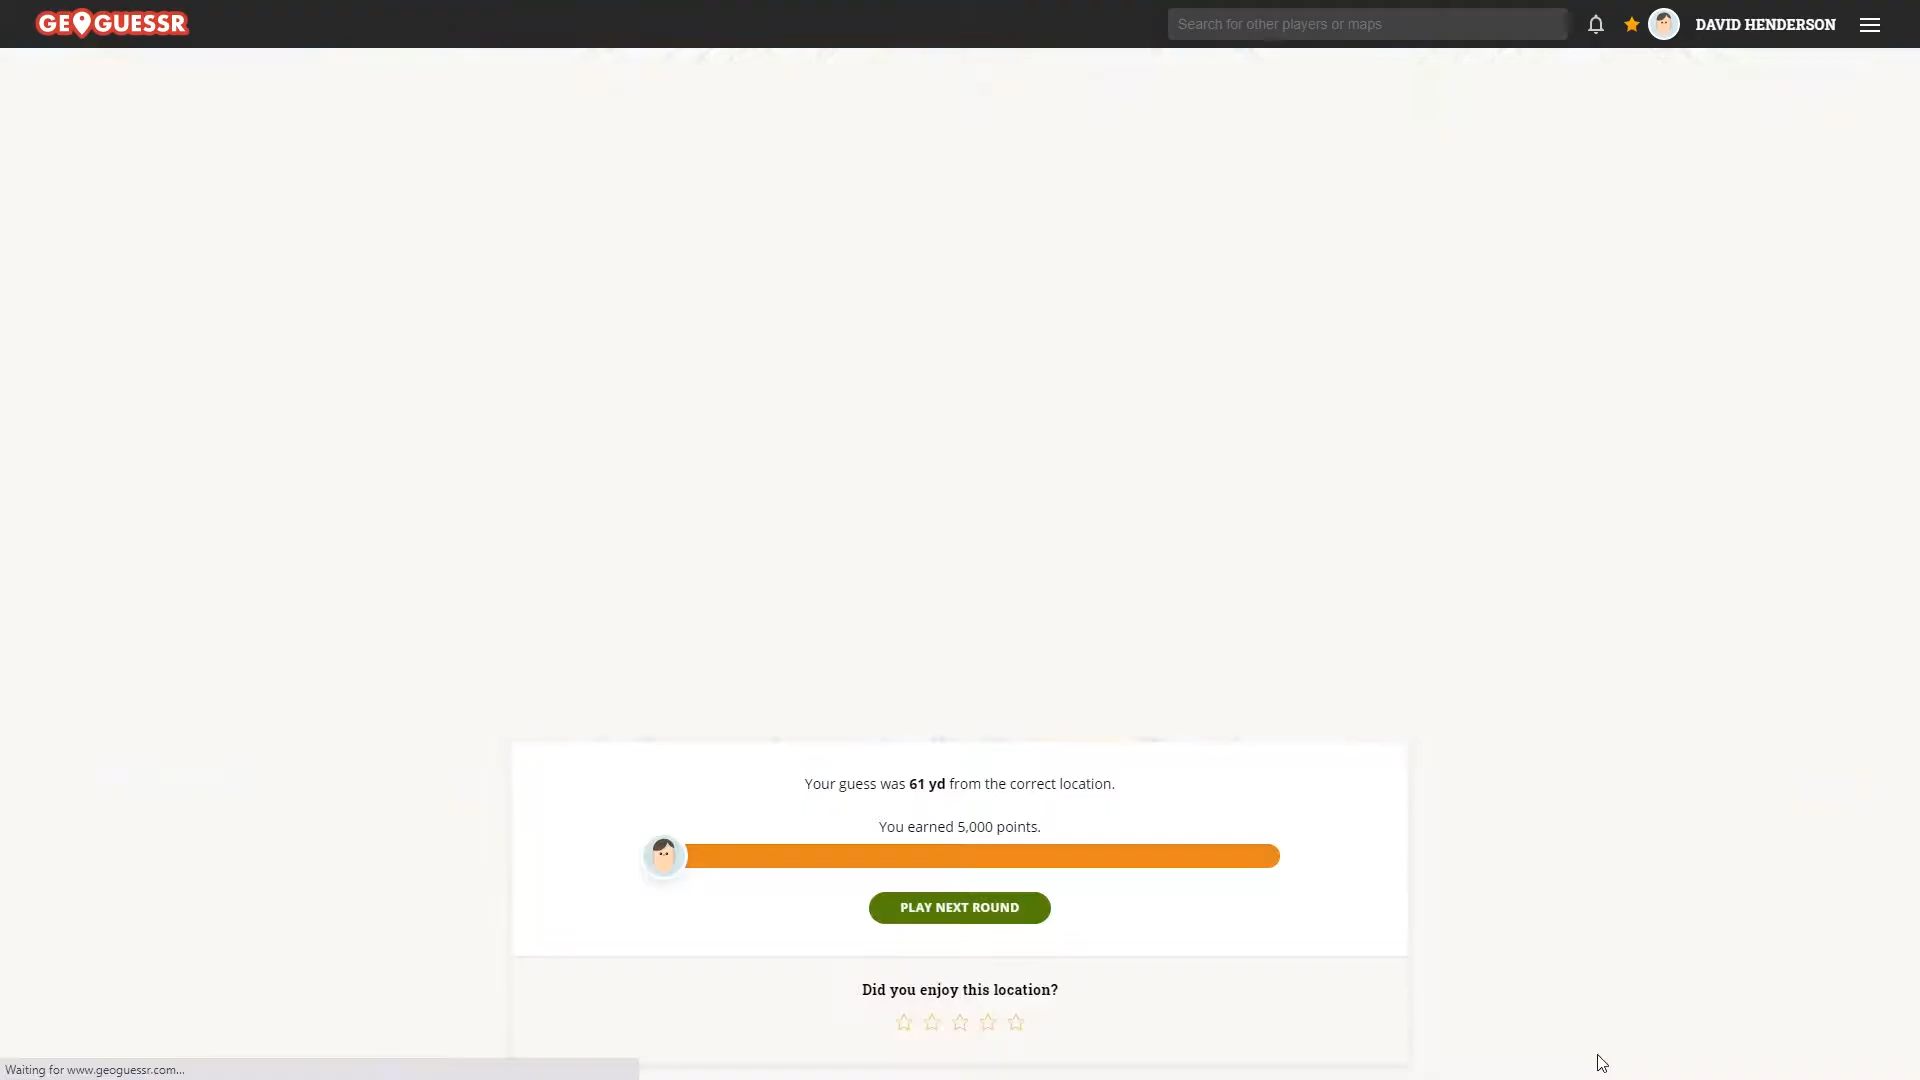 GEOGUESSR
Search for other players or maps
DAVID HENDERSON
Your guess was 61 yd from the correct location.
You earned 5,000 points.
PLAY NEXT ROUND
Did you enjoy this location?
Waiting for www.geoguessr.com...